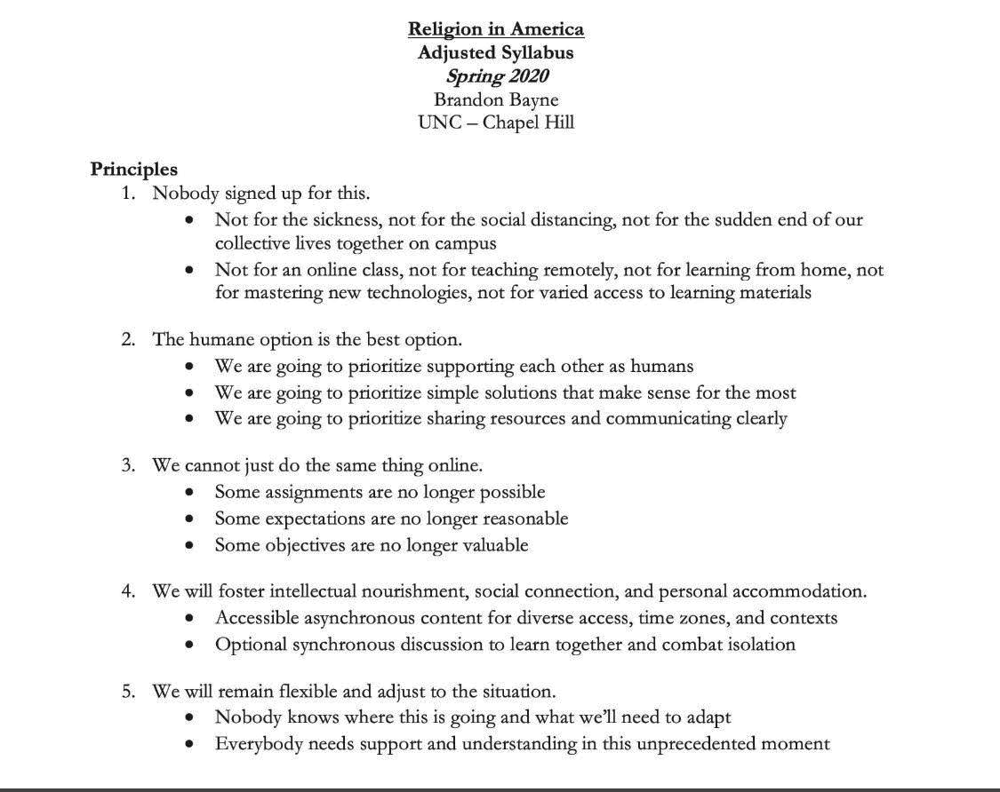 Religion in America
Adjusted Syllabus
Spring 2020
Brandon Bayne
UNC – Chapel Hill
Principles
1. Nobody signed up for this.
• Not for the sickness, not for the social distancing, not for the sudden end of our
collective lives together on campus
• Not for an online class, not for teaching remotely, not for learning from home, not
for mastering new technologies, not for varied access to learning materials
2. The humane option is the best option.
• We are going to prioritize supporting each other as humans
• We are going to prioritize simple solutions that make sense for the most
• We are going to prioritize sharing resources and communicating clearly
3. We cannot just do the same thing online.
• Some assignments are no longer possible
• Some expectations are no longer reasonable
• Some objectives are no longer valuable
4. We will foster intellectual nourishment, social connection, and personal accommodation.
• Accessible asynchronous content for diverse access, time zones, and contexts
• Optional synchronous discussion to learn together and combat isolation
5. We will remain flexible and adjust to the situation.
• Nobody knows where this is going and what we’ll need to adapt
• Everybody needs support and understanding in this unprecedented moment